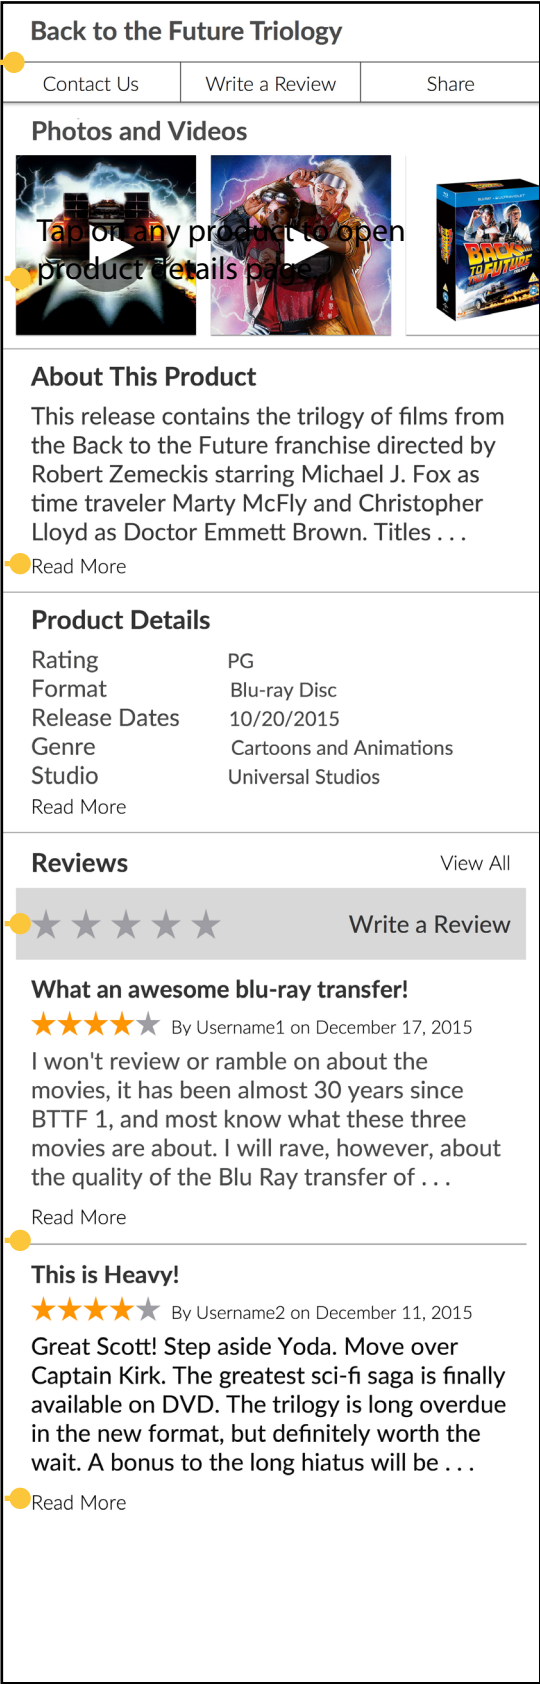 Back to the Future Triology
Contact Us
Write a Review
Share
Photos and Videos
Tap on any product to open
product details page.
BACK
TO THE
FUTURE
About This Product
This release contains the trilogy of films from
the Back to the Future franchise directed by
Robert Zemeckis starring Michael J. Fox as
time traveler Marty McFly and Christopher
Lloyd as Doctor Emmett Brown. Titles . . .
Read More
Product Details
Rating PG
Format Blu-ray Disc
Release Dates 10/20/2015
Genre Cartoons and Animations
Studio Universal Studios
Read More
Reviews View All
Write a Review
What an awesome blu-ray transfer!
By Username1 on December 17, 2015
I won't review or ramble on about the
movies, it has been almost 30 years since
BTTF 1, and most know what these three
movies are about. I will rave, however, about
the quality of the Blu Ray transfer of . . .
Read More
This is Heavy!
By Username2 on December 11, 2015
Great Scott! Step aside Yoda. Move over
Captain Kirk. The greatest sci-fi saga is finally
available on DVD. The trilogy is long overdue
in the new format, but definitely worth the
wait. A bonus to the long hiatus will be . . .
Read More